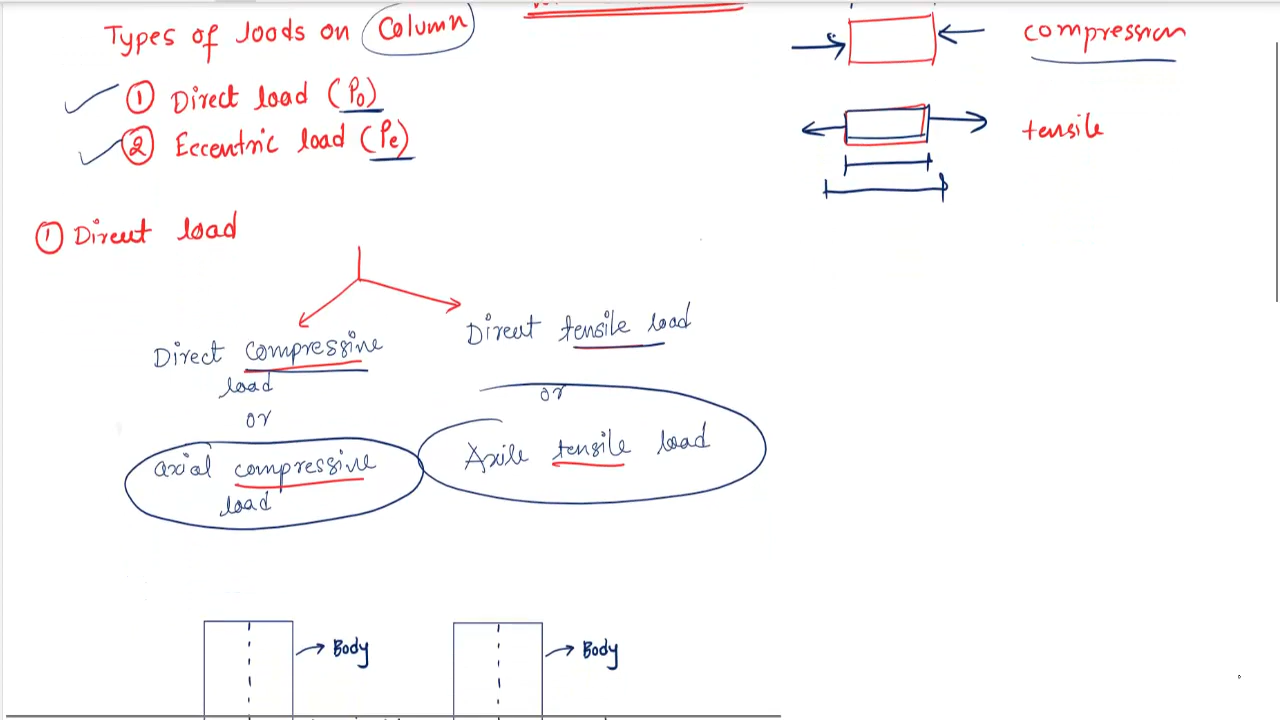 Types of loads on Column
① Direct load (P₀)
② Eccentric load (Pe)
compression
tensile
① Direct load
Direct compressive
load
or
axial compressive
load
Direct tensile load
or
Axile tensile load
→ Body
→ Body